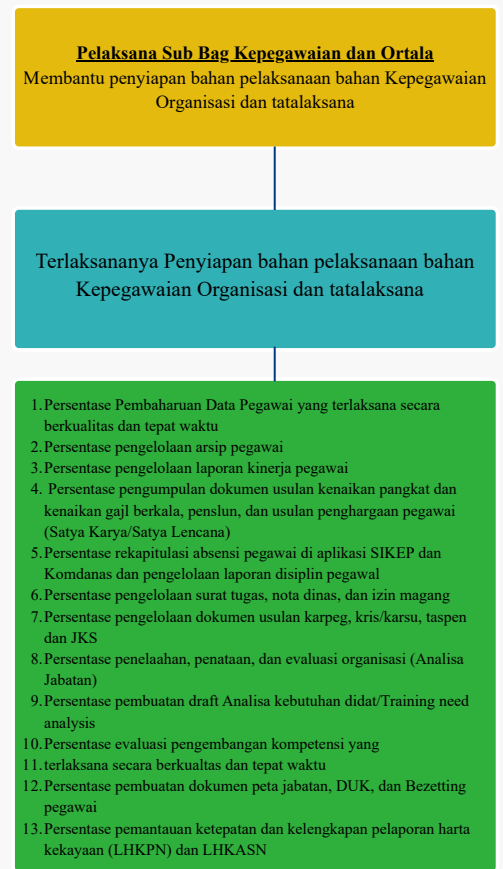 Pelaksana Sub Bag Kepegawaian dan Ortala
Membantu penyiapan bahan pelaksanaan bahan Kepegawaian
Organisasi dan tatalaksana
Terlaksananya Penyiapan bahan pelaksanaan bahan
Kepegawaian Organisasi dan tatalaksana
1. Persentase Pembaharuan Data Pegawai yang terlaksana secara
berkualitas dan tepat waktu
2. Persentase pengelolaan arsip pegawai
3. Persentase pengelolaan laporan kinerja pegawai
4. Persentase pengumpulan dokumen usulan kenaikan pangkat dan
kenaikan gajl berkala, penslun, dan usulan penghargaan pegawai
(Satya Karya/Satya Lencana)
5. Persentase rekapitulasi absensi pegawai di aplikasi SIKEP dan
Komdanas dan pengelolaan laporan disiplin pegawal
6. Persentase pengelolaan surat tugas, nota dinas, dan izin magang
7. Persentase pengelolaan dokumen usulan karpeg, kris/karsu, taspen
dan JKS
8. Persentase penelaahan, penataan, dan evaluasi organisasi (Analisa
Jabatan)
9. Persentase pembuatan draft Analisa kebutuhan didat/Training need
analysis
10. Persentase evaluasi pengembangan kompetensi yang
11. terlaksana secara berkualtas dan tepat waktu
12. Persentase pembuatan dokumen peta jabatan, DUK, dan Bezetting
pegawai
13. Persentase pemantauan ketepatan dan kelengkapan pelaporan harta
kekayaan (LHKPN) dan LHKASN